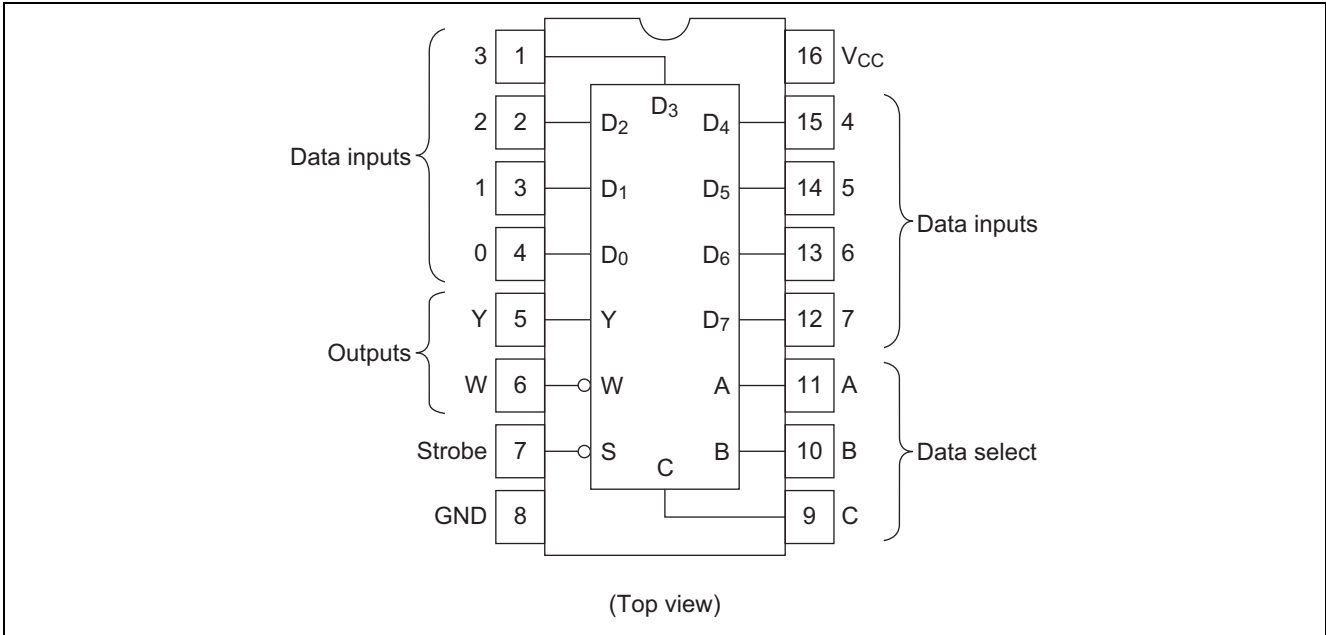 3 1 16 VCC
D3
2 2 D2 D4 15 4
Data inputs
1 3 D1 D5 14 5
Data inputs
0 4 D0 D6 13 6
Y 5 Y D7 12 7
Outputs
W 6 W A 11 A
Strobe 7 S B 10 B
Data select
C
GND 8 9 C
(Top view)